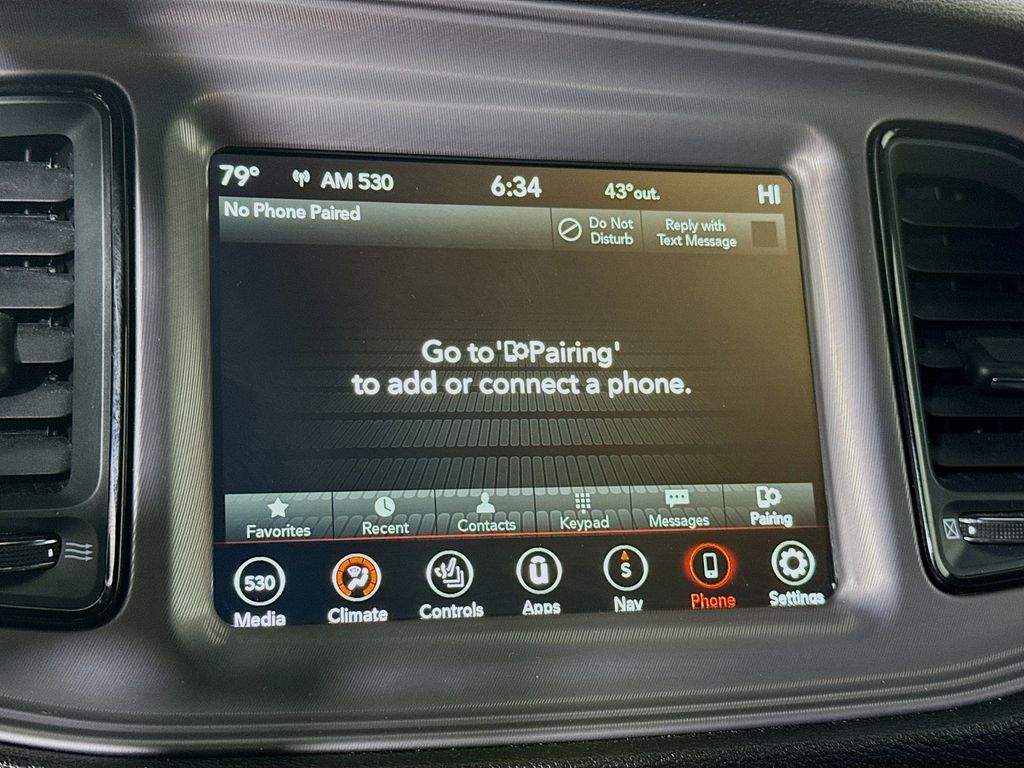 79° AM 530 6:34 43°out. HI
No Phone Paired
Do Not
Disturb
Reply with
Text Message
Go to 'Pairing'
to add or connect a phone.
Favorites Recent Contacts Keypad Messages Pairing
530 S
Media Climate Controls Apps Nav Phone Settings